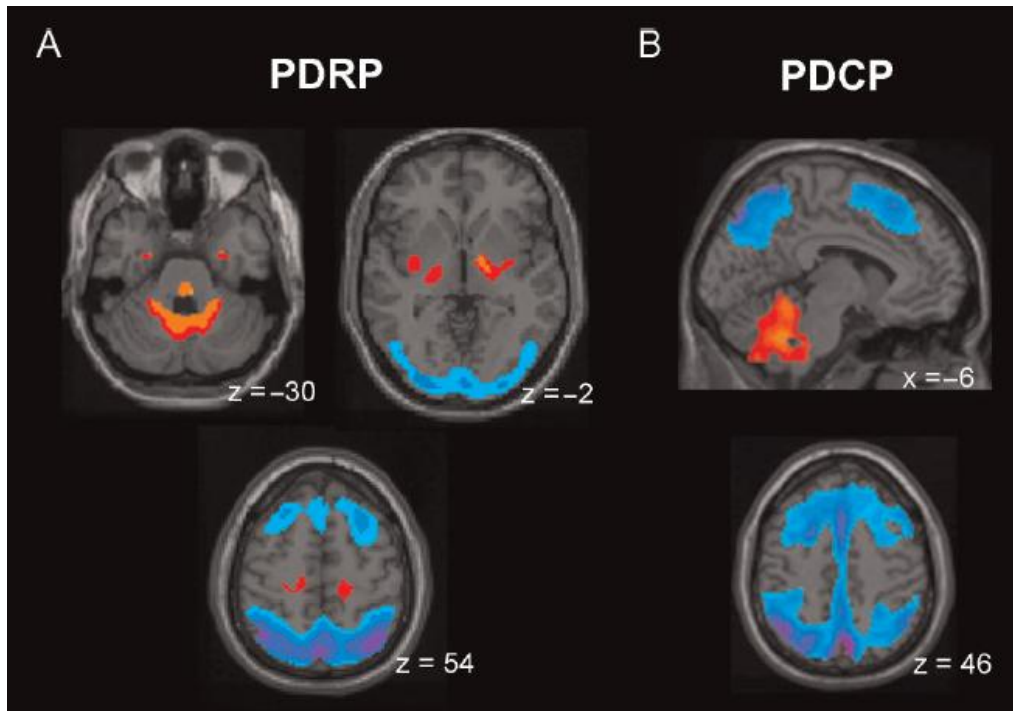 A
PDRP
B
PDCP
z = –30
z = –2
x = –6
z = 54
z = 46